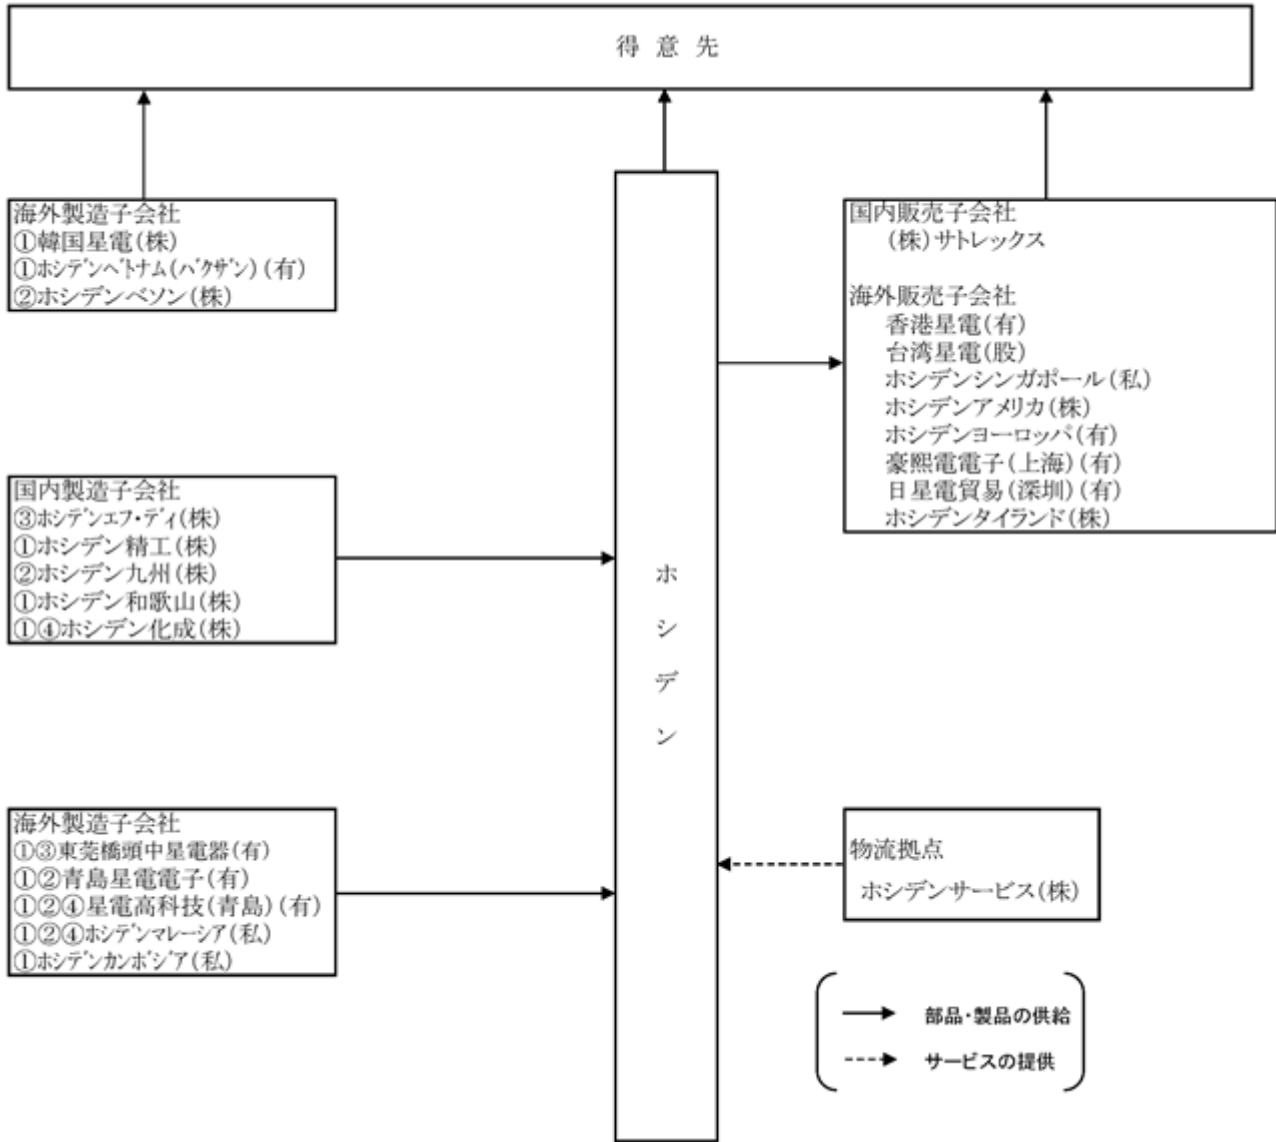 得意先
海外製造子会社
①韓国星電(株)
①ホシデンベトナム(バクザン)(有)
②ホシデンベソン(株)
国内製造子会社
③ホシデンエフ・ディ(株)
①ホシデン精工(株)
②ホシデン九州(株)
①ホシデン和歌山(株)
①④ホシデン化成(株)
海外製造子会社
①③東莞橋頭中星電器(有)
①②青島星電電子(有)
①②④星電高科技(青島)(有)
①②④ホシデンマレーシア(私)
①ホシデンカンボジア(私)
ホシデン
国内販売子会社
(株)サトレックス
海外販売子会社
香港星電(有)
台湾星電(股)
ホシデンシンガポール(私)
ホシデンアメリカ(株)
ホシデンヨーロッパ(有)
豪熙電電子(上海)(有)
日星電貿易(深圳)(有)
ホシデンタイランド(株)
物流拠点
ホシデンサービス(株)
部品・製品の供給
サービスの提供